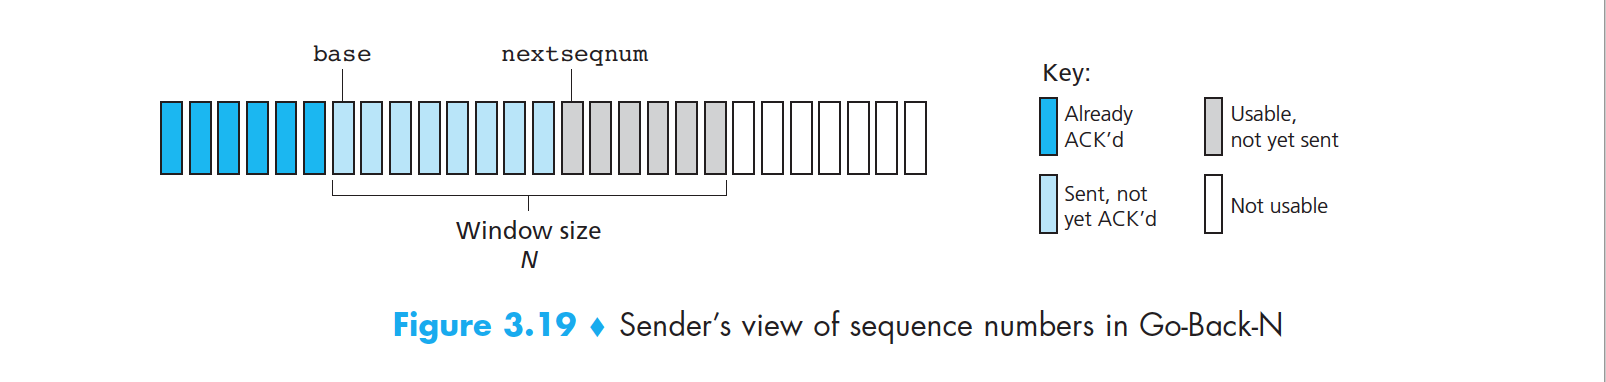 base
nextseqnum
Window size
N
Key:
Already
ACK’d
Usable,
not yet sent
Sent, not
yet ACK’d
Not usable
Figure 3.19 ♦ Sender’s view of sequence numbers in Go-Back-N